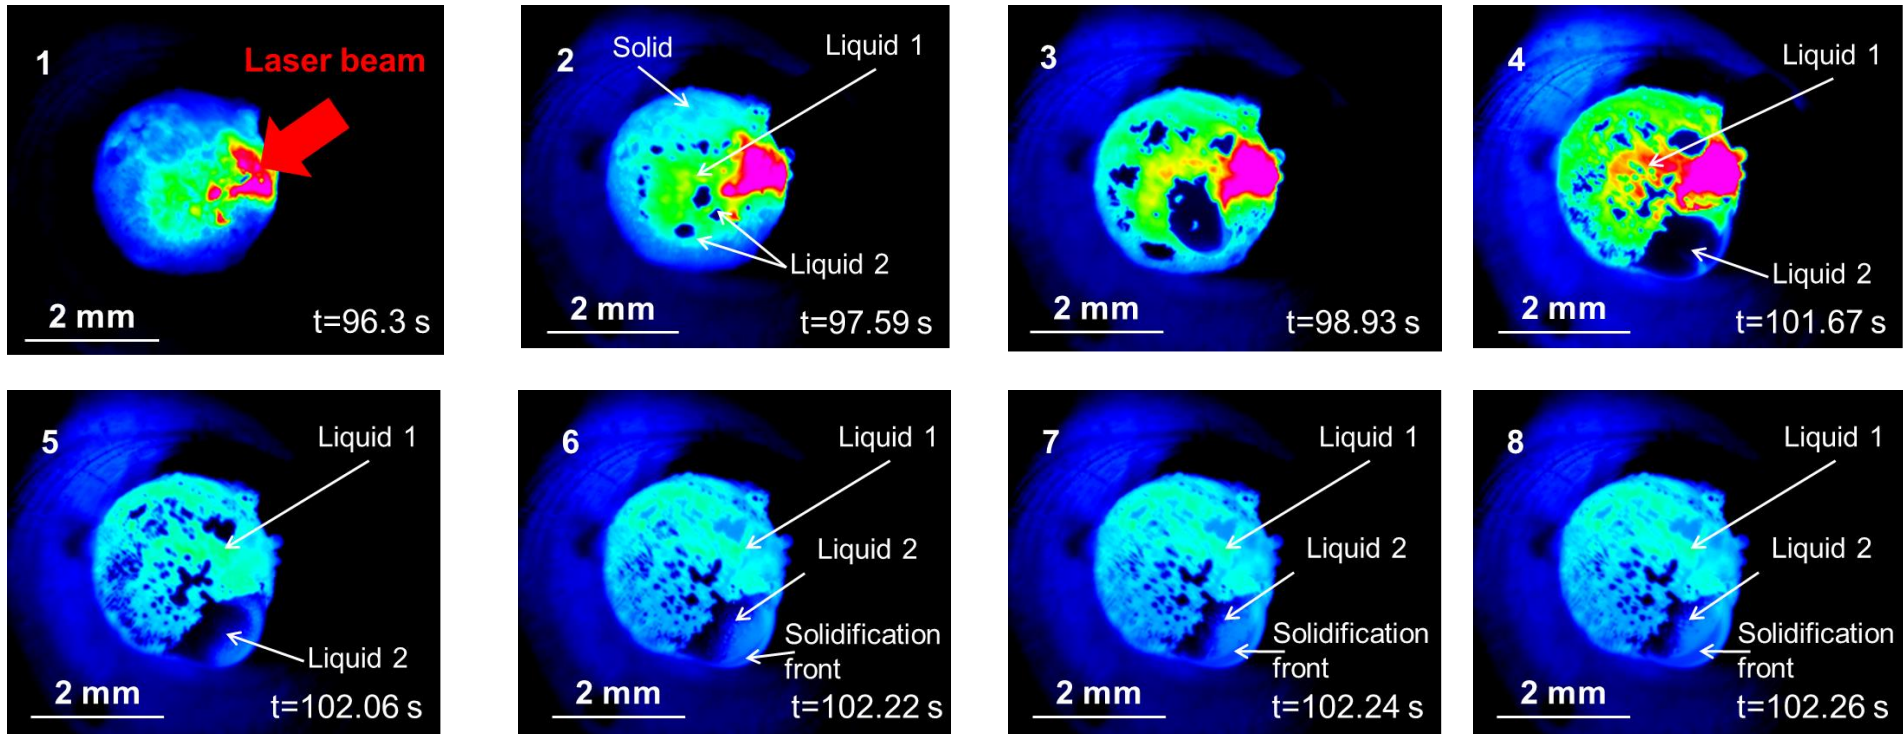 1
Laser beam
2 mm
t=96.3 s
2
Solid
Liquid 1
Liquid 2
2 mm
t=97.59 s
3
2 mm
t=98.93 s
4
Liquid 1
Liquid 2
2 mm
t=101.67 s
5
Liquid 1
Liquid 2
2 mm
t=102.06 s
6
Liquid 1
Liquid 2
Solidification
front
2 mm
t=102.22 s
7
Liquid 1
Liquid 2
Solidification
front
2 mm
t=102.24 s
8
Liquid 1
Liquid 2
Solidification
front
2 mm
t=102.26 s